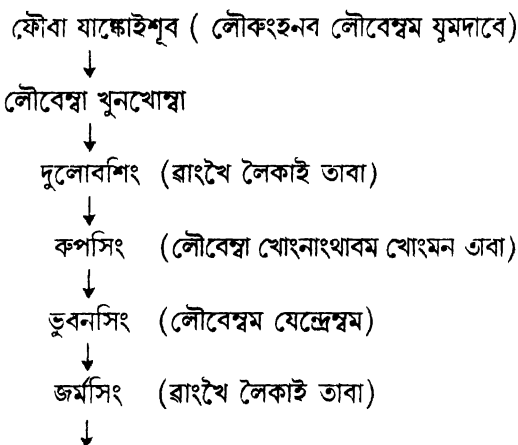 ফৌবা যাঙ্কোইশূব ( লৌকংহনব লৌবেম্বম যুমদাবে)
লৌবেম্বা খুনখোম্বা
দুলোবশিং (ৱাংখৈ লৈকাই তাবা)
ৰুপসিং (লৌবেম্বা খোংনাংথাবম খোংমন তাবা)
ভুবনসিং (লৌবেম্বম যেন্দ্রেম্বম)
জর্মসিং (ৱাংখৈ লৈকাই তাবা)